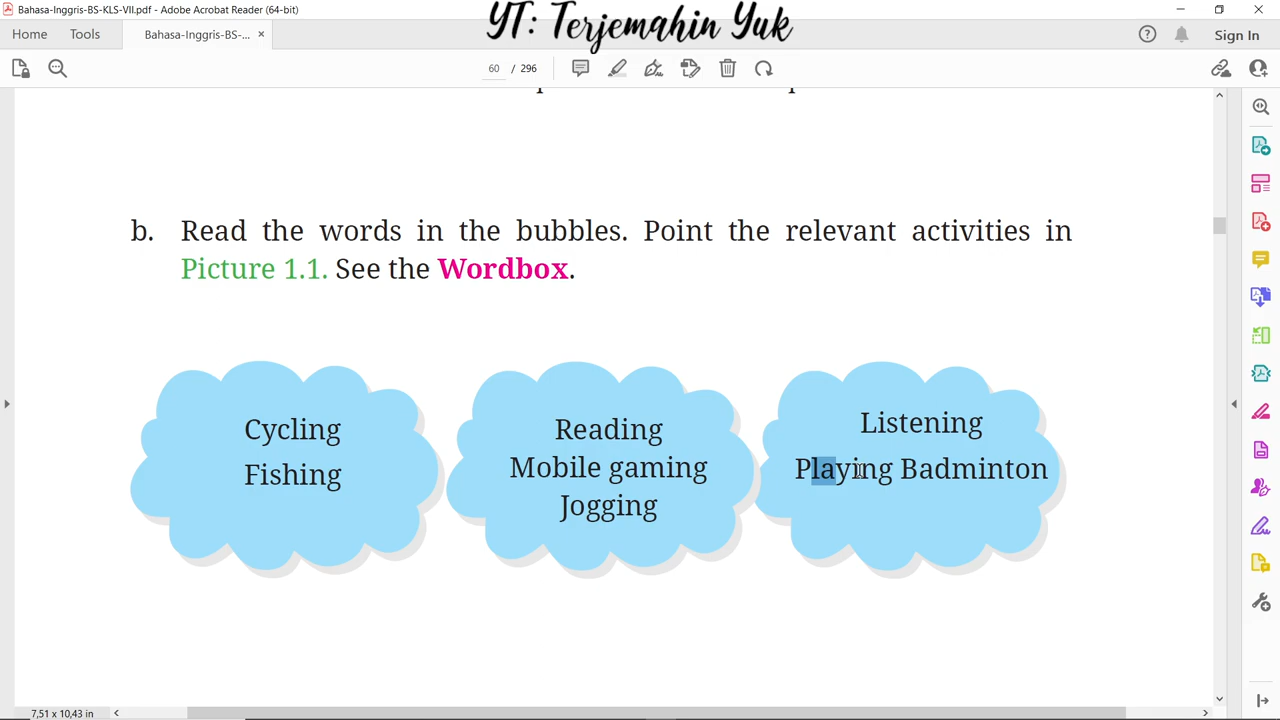 Bahasa-Inggris-BS-KLS-VII.pdf - Adobe Acrobat Reader (64-bit)
YT: Terjemahin Yuk
Home
Tools
Bahasa-Inggris-BS-... ×
Sign In
60 / 296
b. Read the words in the bubbles. Point the relevant activities in
Picture 1.1. See the Wordbox.
Cycling
Fishing
Reading
Mobile gaming
Jogging
Listening
Playing Badminton
7,51 x 10,43 in